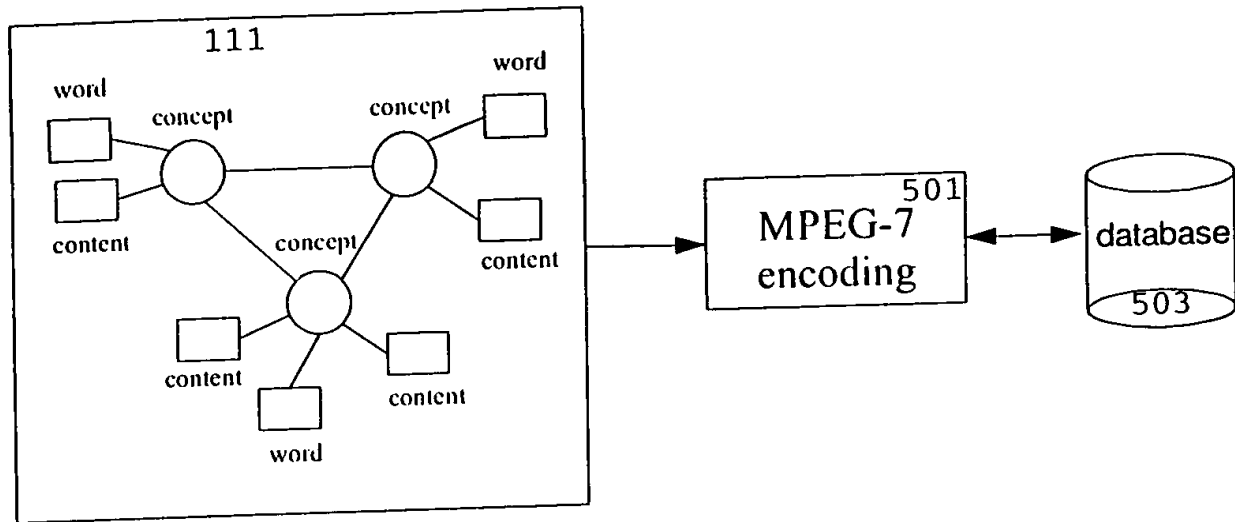 111
word
word
concept
concept
content
concept
content
content
content
word
501
MPEG-7
encoding
database
503